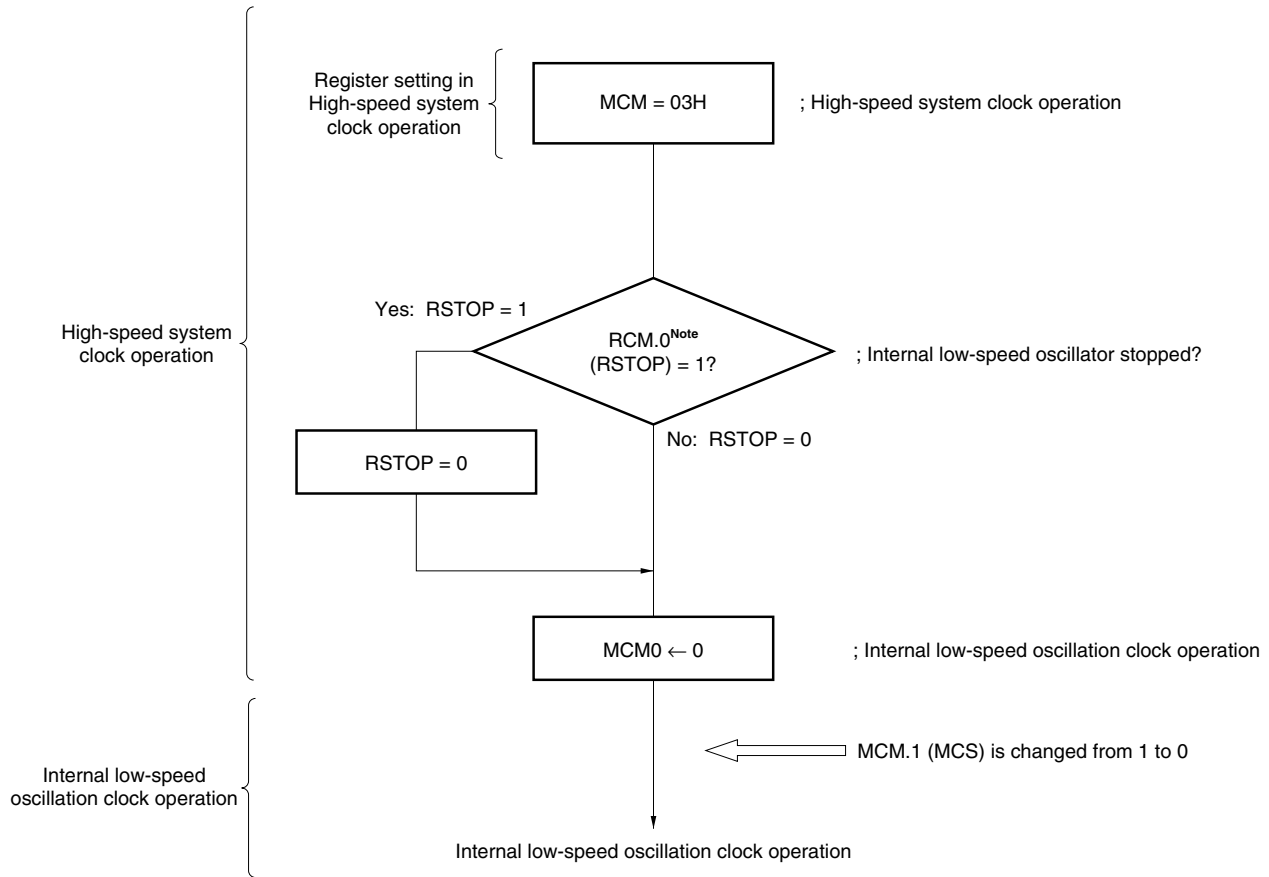 Register setting in
High-speed system
clock operation
MCM = 03H
; High-speed system clock operation
Yes: RSTOP = 1
High-speed system
clock operation
RCM.0Note
(RSTOP) = 1?
; Internal low-speed oscillator stopped?
No: RSTOP = 0
RSTOP = 0
MCM0 ← 0
; Internal low-speed oscillation clock operation
MCM.1 (MCS) is changed from 1 to 0
Internal low-speed
oscillation clock operation
Internal low-speed oscillation clock operation